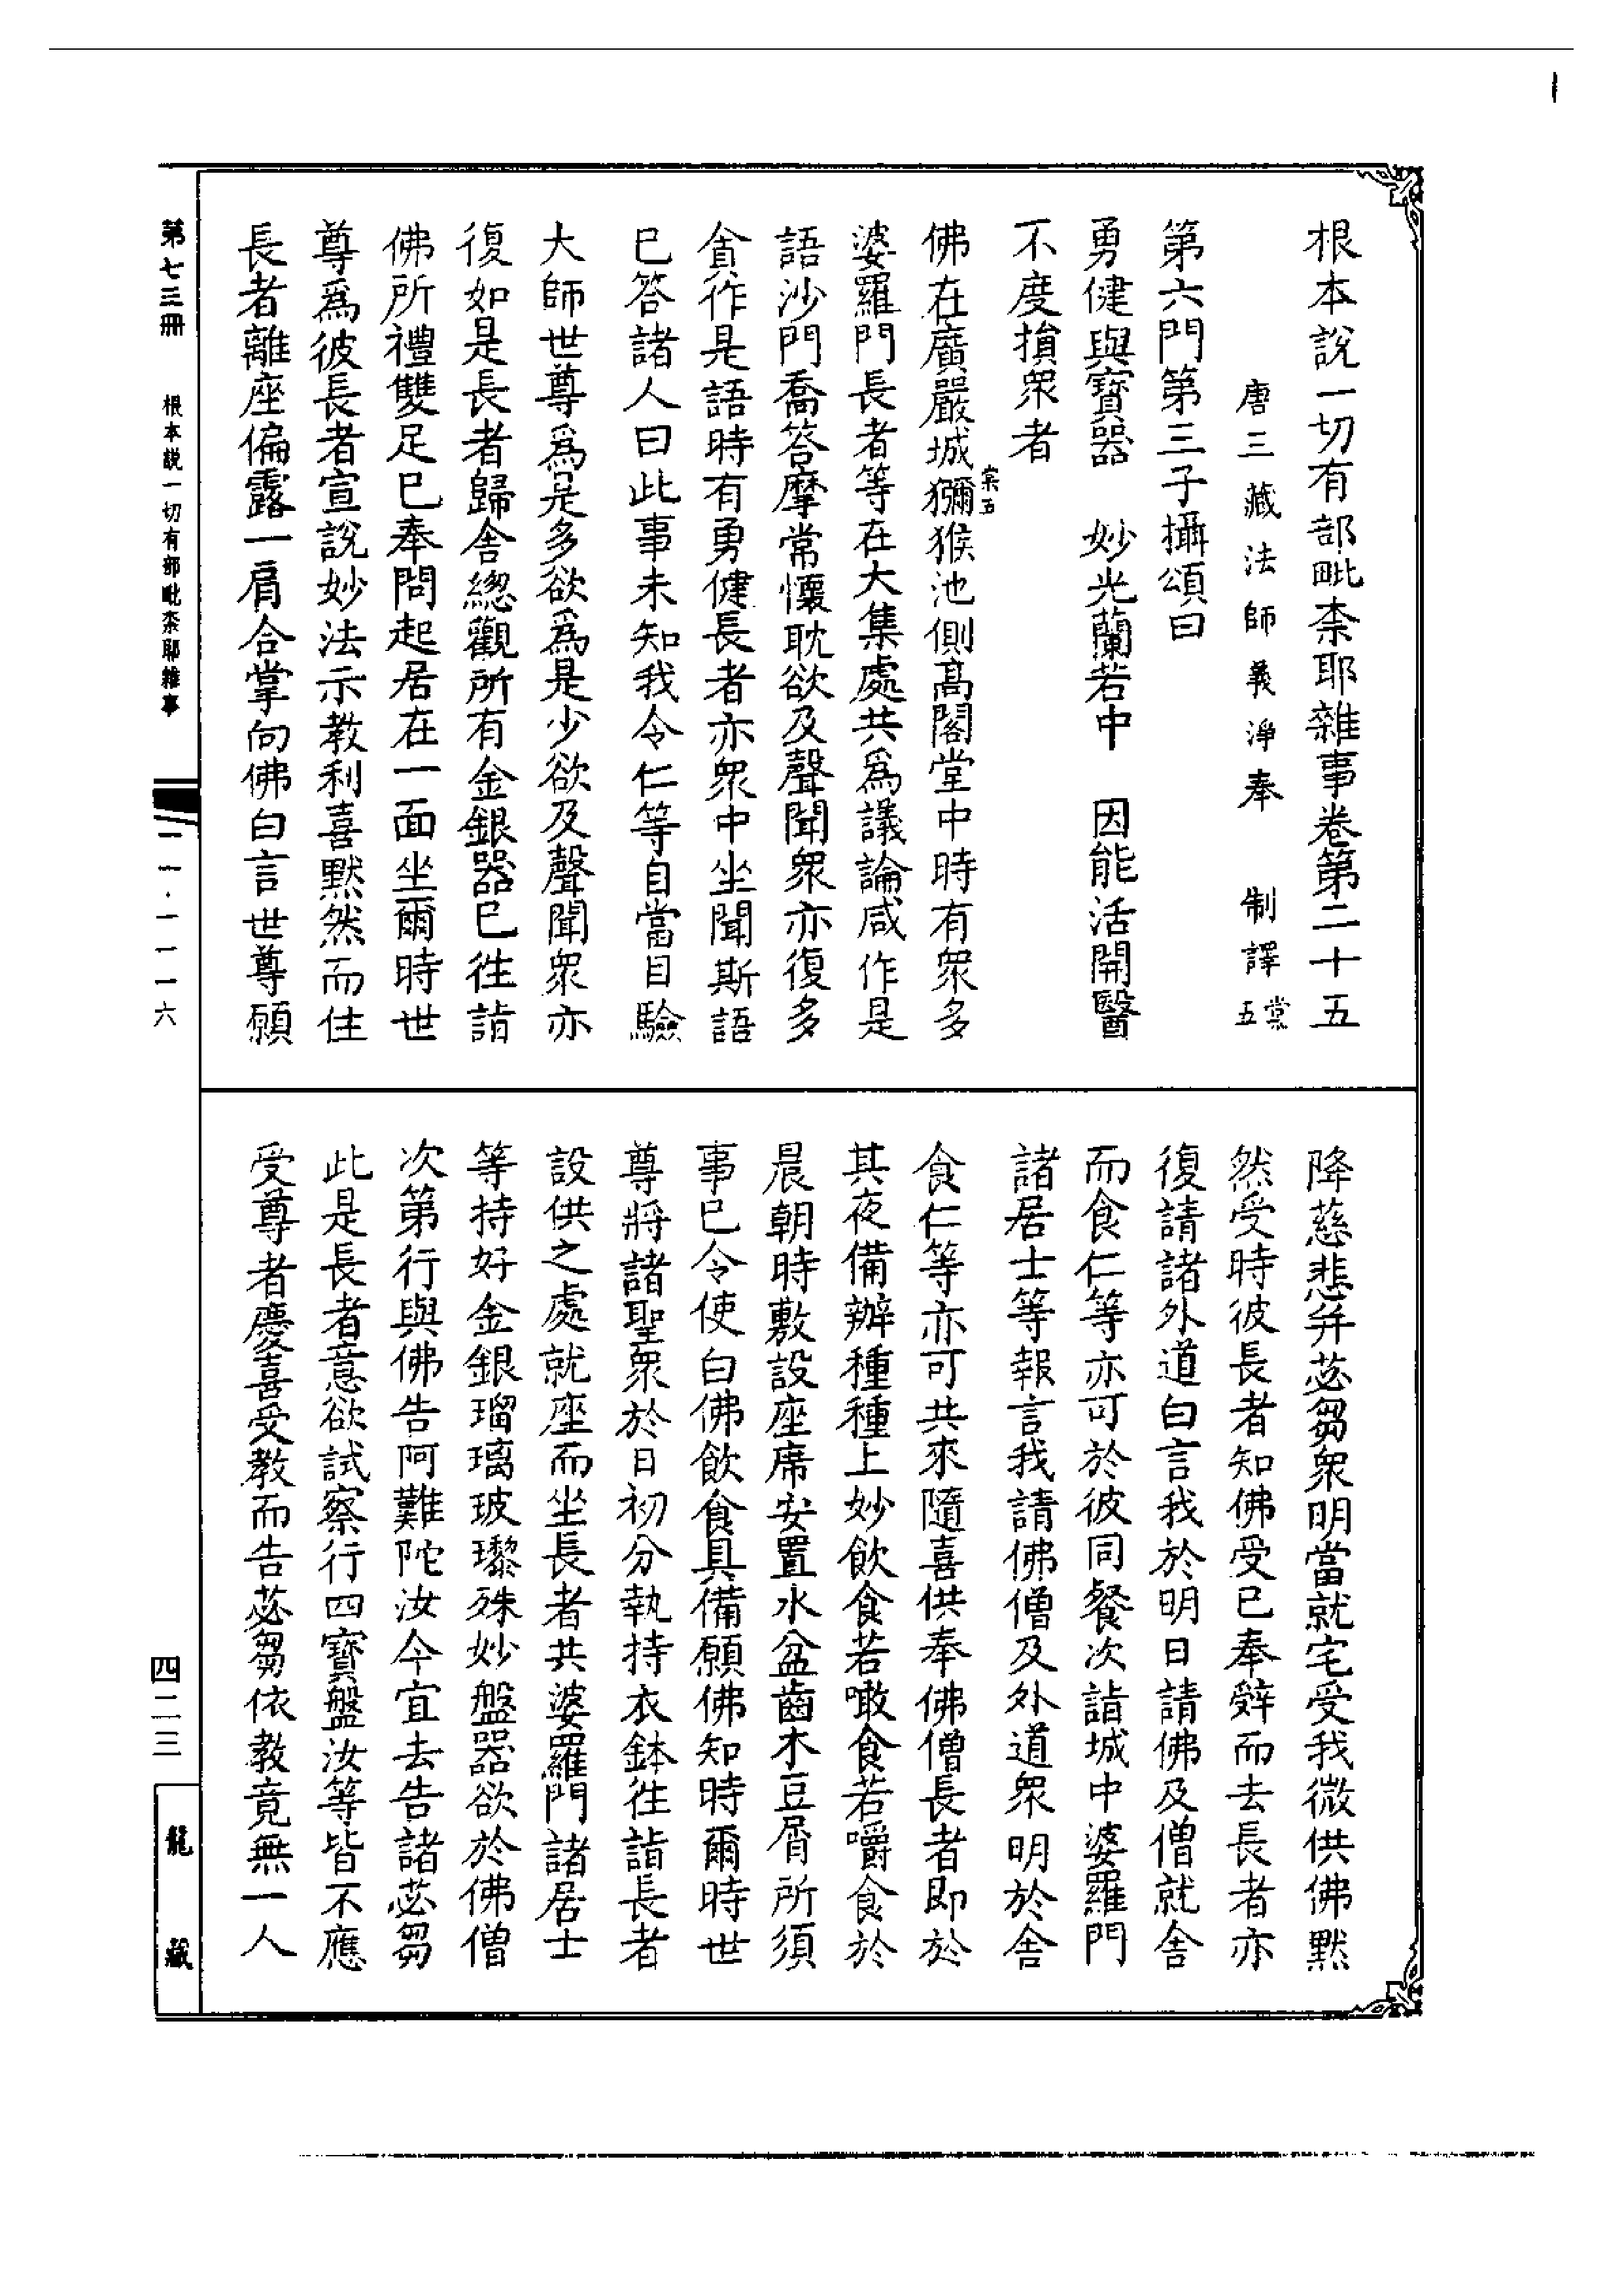 根本說一切有部毗柰耶雜事卷第二十五
唐三藏法師義淨奉 制譯 棠五
第六門第三子攝頌曰
勇健與寶器 妙光蘭若中 因能活開醫
不度損衆者
佛在廣嚴城獼猴池側高閣堂中時有衆多
棠五
婆羅門長者等在大集處共爲議論咸作是
語沙門喬答摩常懷耽欲及聲聞衆亦復多
貪作是語時有勇健長者亦衆中坐聞斯語
已答諸人曰此事未知我令仁等自當目驗
大師世尊爲是多欲爲是少欲及聲聞衆亦
復如是長者歸舍緫觀所有金銀器已往詣
佛所禮雙足已奉問起居在一面坐爾時世
尊爲彼長者宣說妙法示教利喜默然而住
長者離座偏露一肩合掌向佛白言世尊願
降慈悲并苾芻衆明當就宅受我微供佛默
然受時彼長者知佛受已奉辤而去長者亦
復請諸外道白言我於明日請佛及僧就舍
而食仁等亦可於彼同餐次詣城中婆羅門
諸居士等報言我請佛僧及外道衆明於舍
食仁等亦可共來隨喜供奉佛僧長者即於
其夜備辦種種上妙飲食若噉食若嚼食於
晨朝時敷設座席安置水盆齒木豆屑所須
事已令使白佛飲食具備願佛知時爾時世
尊將諸聖衆於日初分執持衣鉢往詣長者
設供之處就座而坐長者共婆羅門諸居士
等持好金銀瑠璃玻瓈殊妙盤器欲於佛僧
次第行與佛告阿難陀汝今宜去告諸苾芻
此是長者意欲試察行四寶盤汝等皆不應
受尊者慶喜受教而告苾芻依教竟無一人
第七三冊 根本說一切有部毗柰耶雜事
一一·一一一六
四二三
龍藏